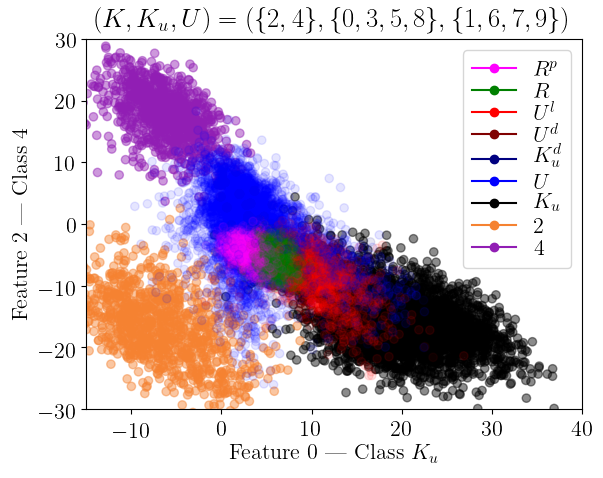 (K, K_u, U) = ({2, 4}, {0, 3, 5, 8}, {1, 6, 7, 9})
30
20
10
0
−10
−20
−30
Feature 2 — Class 4
R^p
R
U^l
U^d
K_u^d
U
K_u
2
4
−10
0
10
20
30
40
Feature 0 — Class K_u